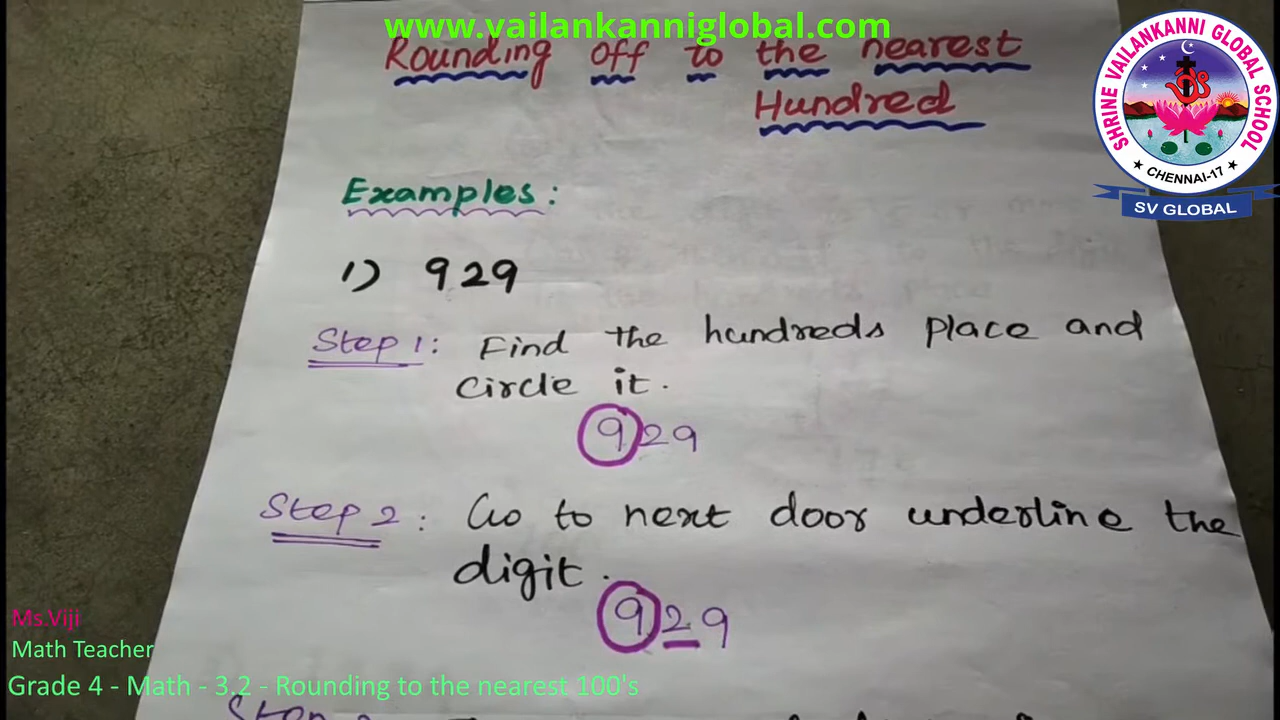 www.vailankanniglobal.com
Rounding off to the nearest
Hundred
SHRINE VAILANKANNI GLOBAL SCHOOL
CHENNAI-17
SV GLOBAL
Examples:
1) 929
Step 1: Find the hundreds place and
circle it.
929
Step 2: Go to next door underline the
digit.
929
Ms.Viji
Math Teacher
Grade 4 - Math - 3.2 - Rounding to the nearest 100's
Step